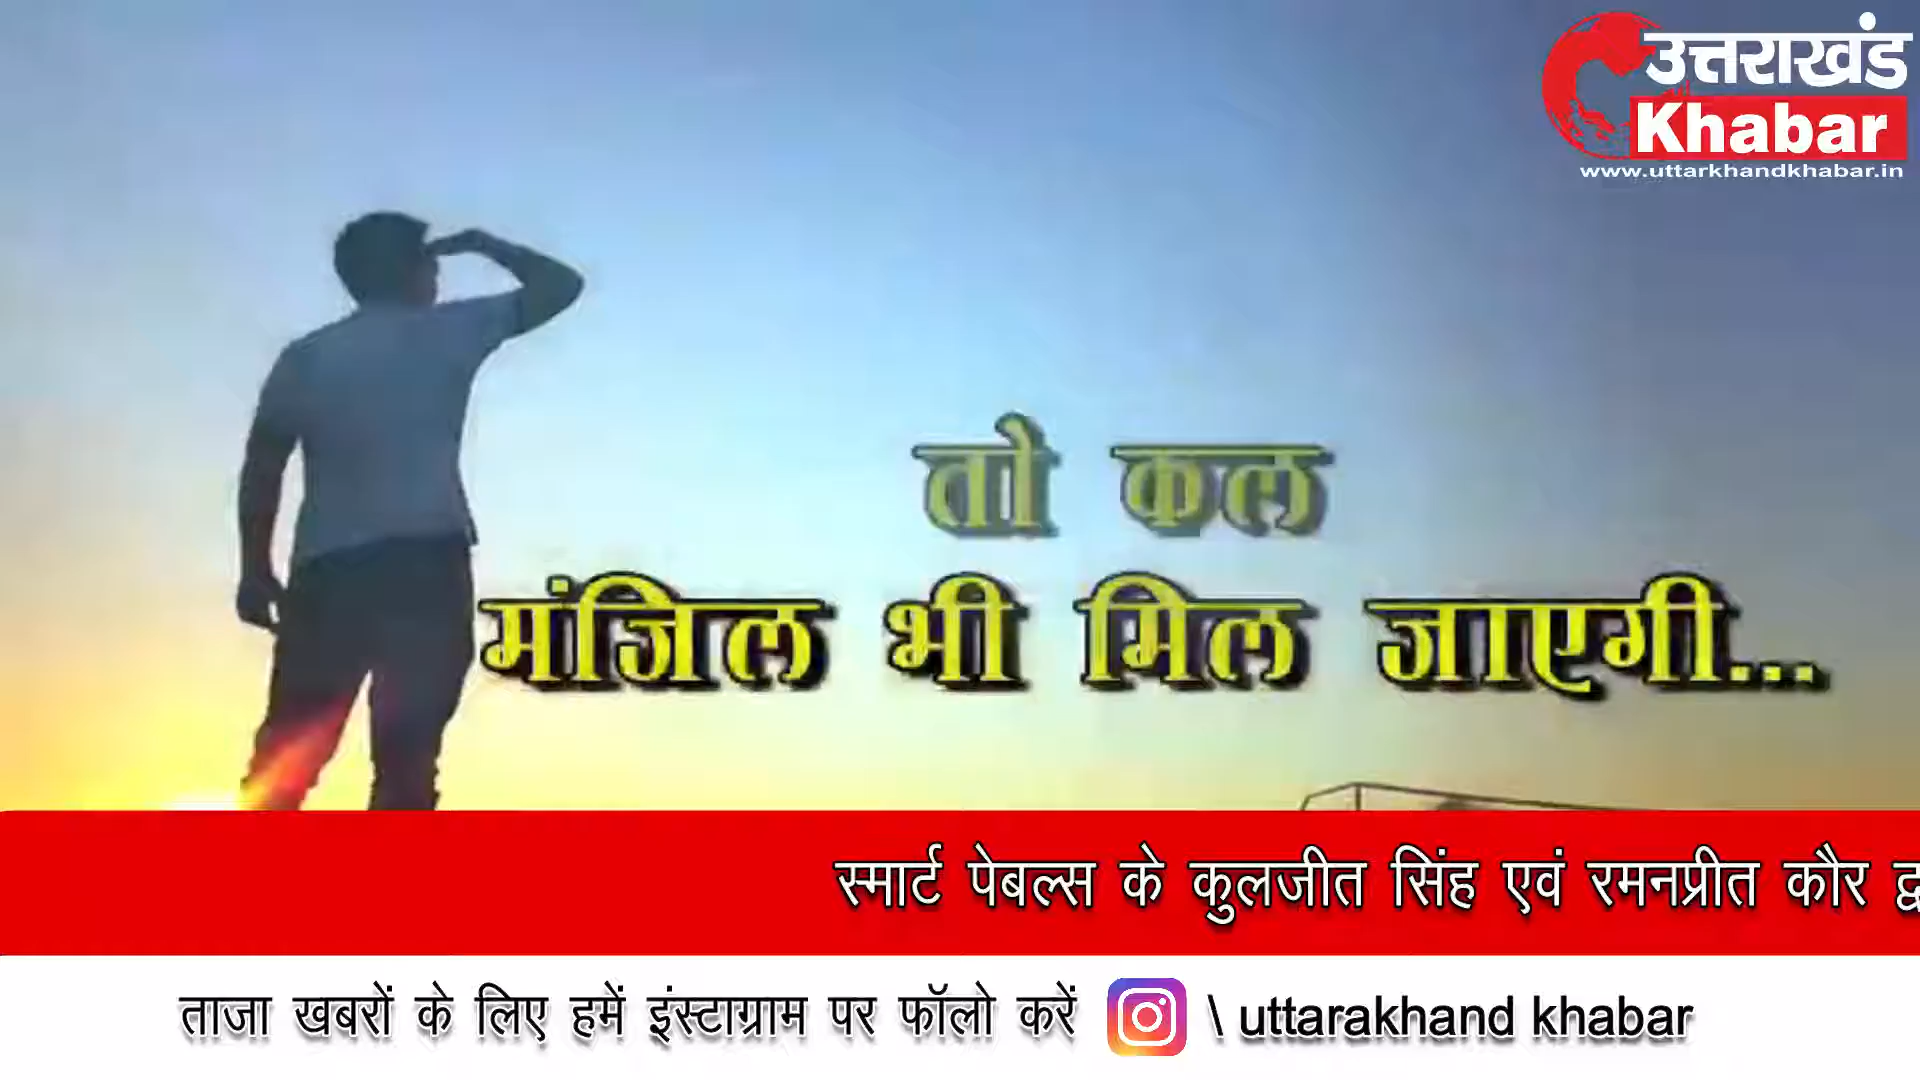 उत्तराखंड
Khabar
www.uttarkhandkhabar.in
तो कल
मंजिल भी मिल जाएगी...
स्मार्ट पेबल्स के कुलजीत सिंह एवं रमनप्रीत कौर
ताजा खबरों के लिए हमें इंस्टाग्राम पर फॉलो करें \ uttarakhand khabar